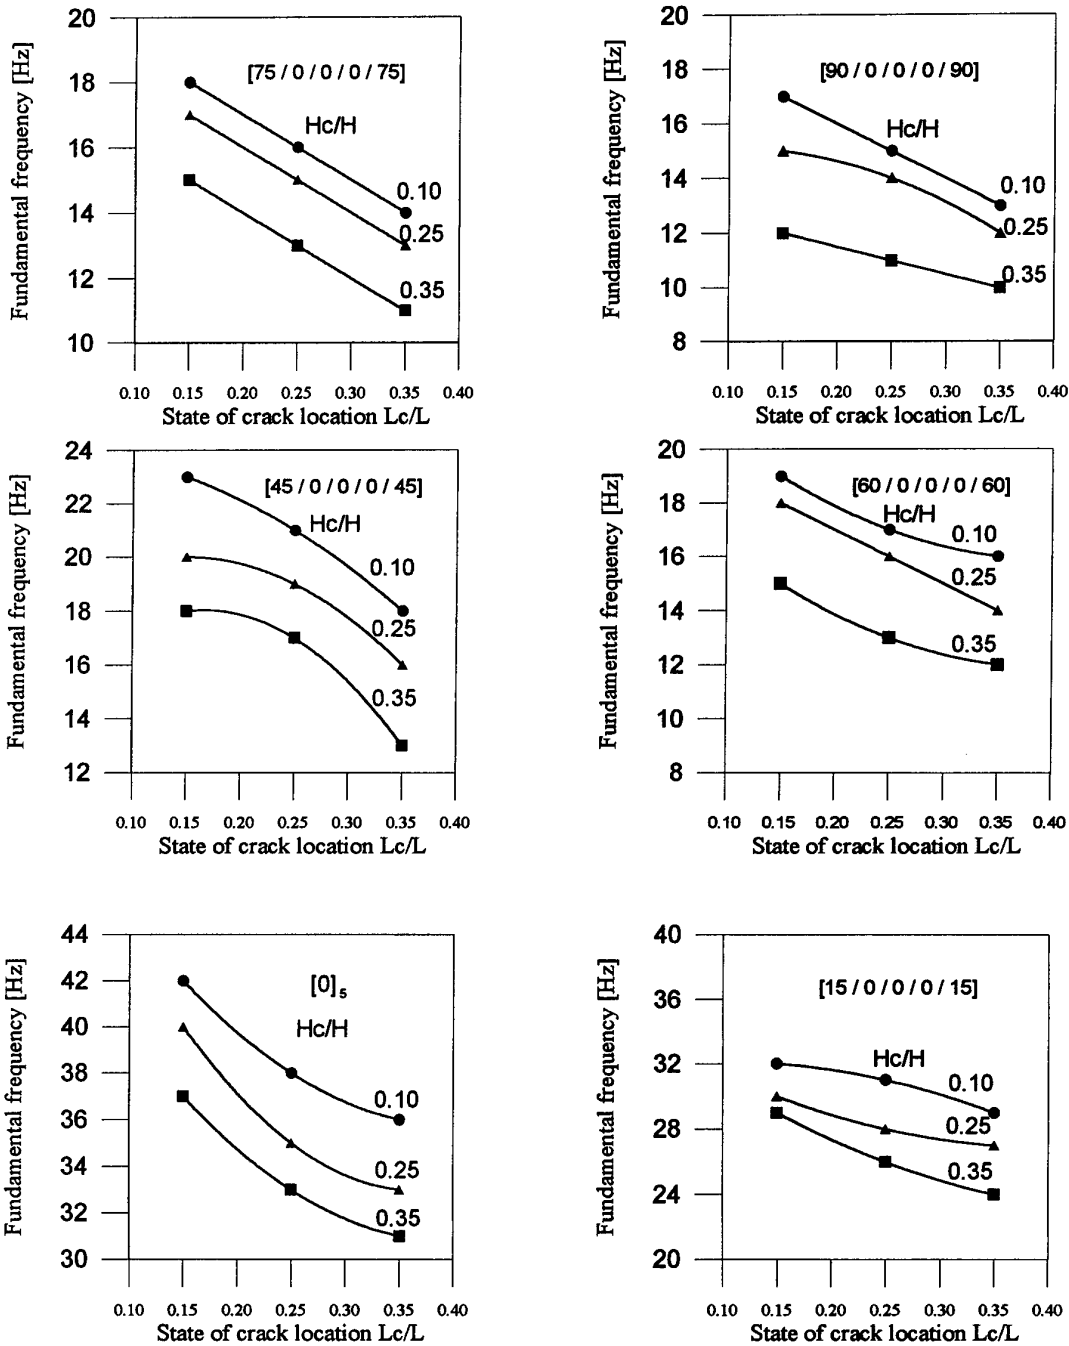 20
18
16
14
12
10
Fundamental frequency [Hz]
[75 / 0 / 0 / 0 / 75]
Hc/H
0.10
0.25
0.35
0.10 0.15 0.20 0.25 0.30 0.35 0.40
State of crack location Lc/L
20
18
16
14
12
10
8
Fundamental frequency [Hz]
[90 / 0 / 0 / 0 / 90]
Hc/H
0.10
0.25
0.35
0.10 0.15 0.20 0.25 0.30 0.35 0.40
State of crack location Lc/L
24
22
20
18
16
14
12
Fundamental frequency [Hz]
[45 / 0 / 0 / 0 / 45]
Hc/H
0.10
0.25
0.35
0.10 0.15 0.20 0.25 0.30 0.35 0.40
State of crack location Lc/L
20
18
16
14
12
10
8
Fundamental frequency [Hz]
[60 / 0 / 0 / 0 / 60]
Hc/H
0.10
0.25
0.35
0.10 0.15 0.20 0.25 0.30 0.35 0.40
State of crack location Lc/L
44
42
40
38
36
34
32
30
Fundamental frequency [Hz]
[0]5
Hc/H
0.10
0.25
0.35
0.10 0.15 0.20 0.25 0.30 0.35 0.40
State of crack location Lc/L
40
36
32
28
24
20
Fundamental frequency [Hz]
[15 / 0 / 0 / 0 / 15]
Hc/H
0.10
0.25
0.35
0.10 0.15 0.20 0.25 0.30 0.35 0.40
State of crack location Lc/L